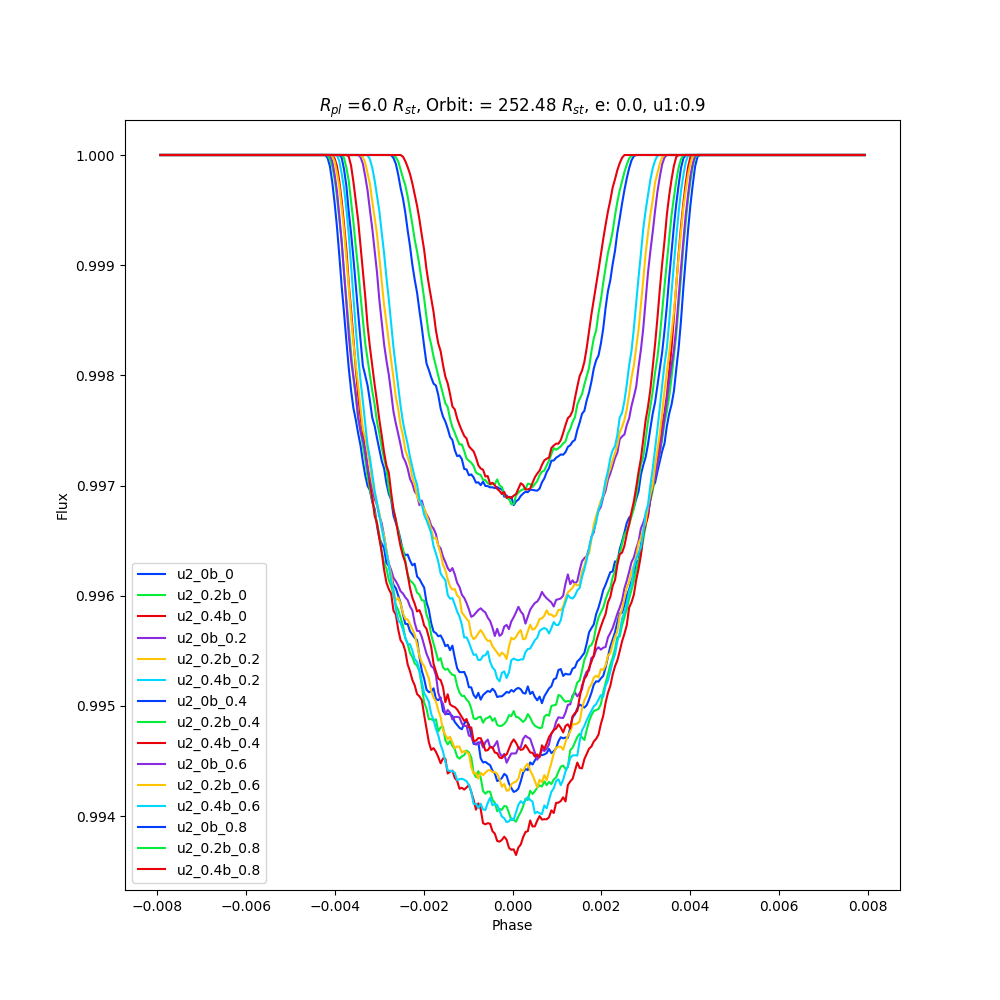 R_pl =6.0 R_st, Orbit: = 252.48 R_st, e: 0.0, u1:0.9
1.000
0.999
0.998
0.997
0.996
0.995
0.994
Flux
u2_0b_0
u2_0.2b_0
u2_0.4b_0
u2_0b_0.2
u2_0.2b_0.2
u2_0.4b_0.2
u2_0b_0.4
u2_0.2b_0.4
u2_0.4b_0.4
u2_0b_0.6
u2_0.2b_0.6
u2_0.4b_0.6
u2_0b_0.8
u2_0.2b_0.8
u2_0.4b_0.8
−0.008 −0.006 −0.004 −0.002 0.000 0.002 0.004 0.006 0.008
Phase